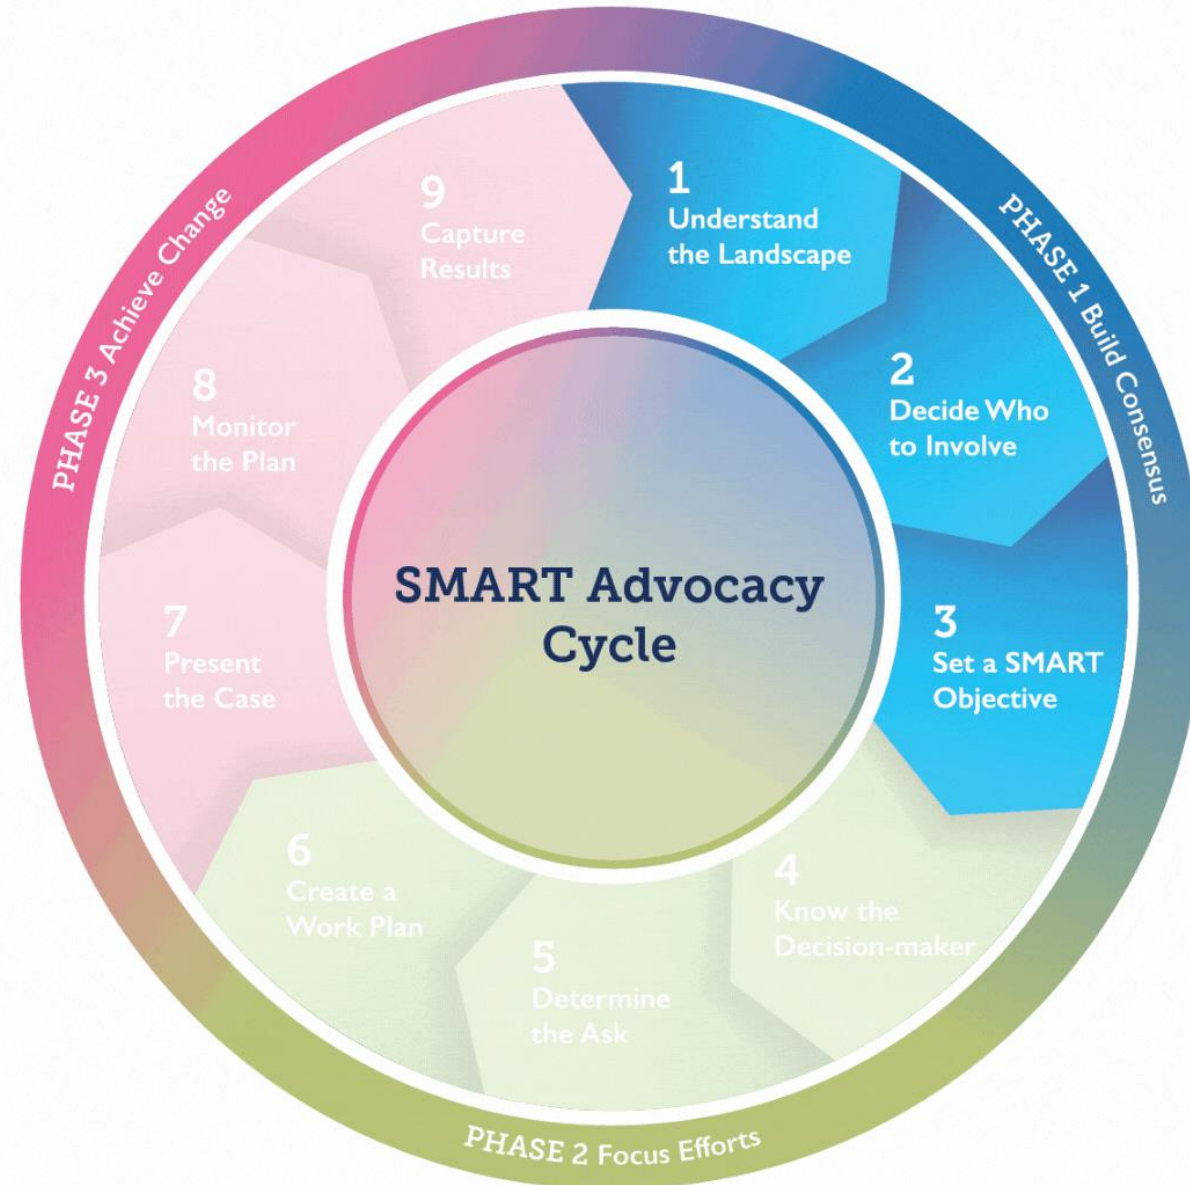 SMART Advocacy
Cycle
PHASE 1 Build Consensus
1
Understand
the Landscape
2
Decide Who
to Involve
3
Set a SMART
Objective
PHASE 2 Focus Efforts
4
Know the
Decision-maker
5
Determine
the Ask
6
Create a
Work Plan
PHASE 3 Achieve Change
7
Present
the Case
8
Monitor
the Plan
9
Capture
Results